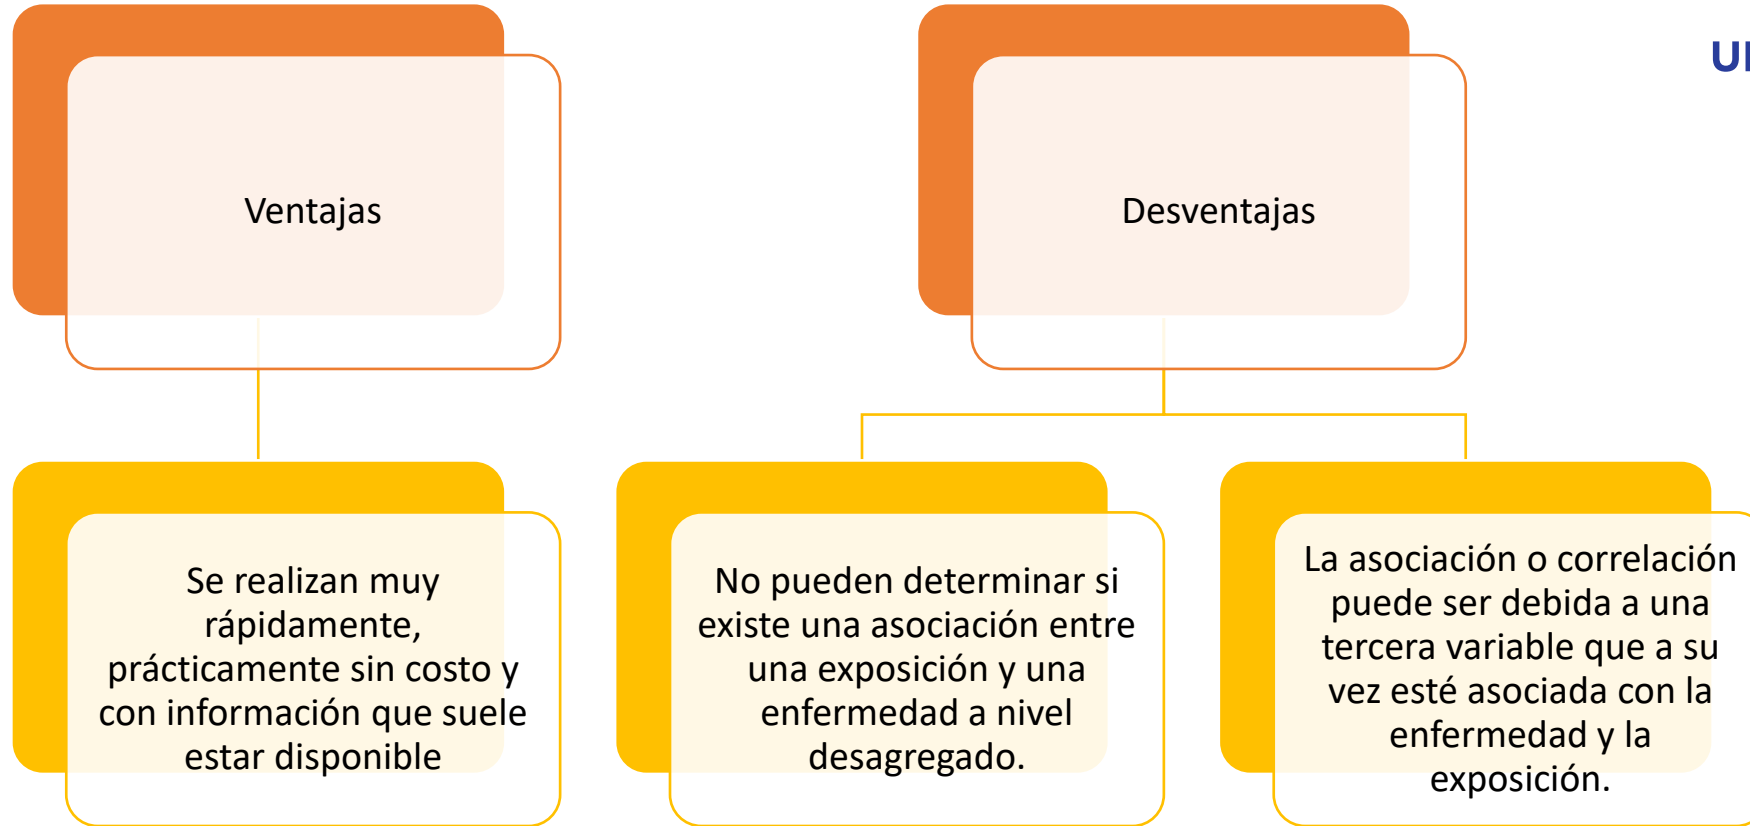 Ventajas
Desventajas
Se realizan muy
rápidamente,
prácticamente sin costo y
con información que suele
estar disponible
No pueden determinar si
existe una asociación entre
una exposición y una
enfermedad a nivel
desagregado.
La asociación o correlación
puede ser debida a una
tercera variable que a su
vez esté asociada con la
enfermedad y la
exposición.